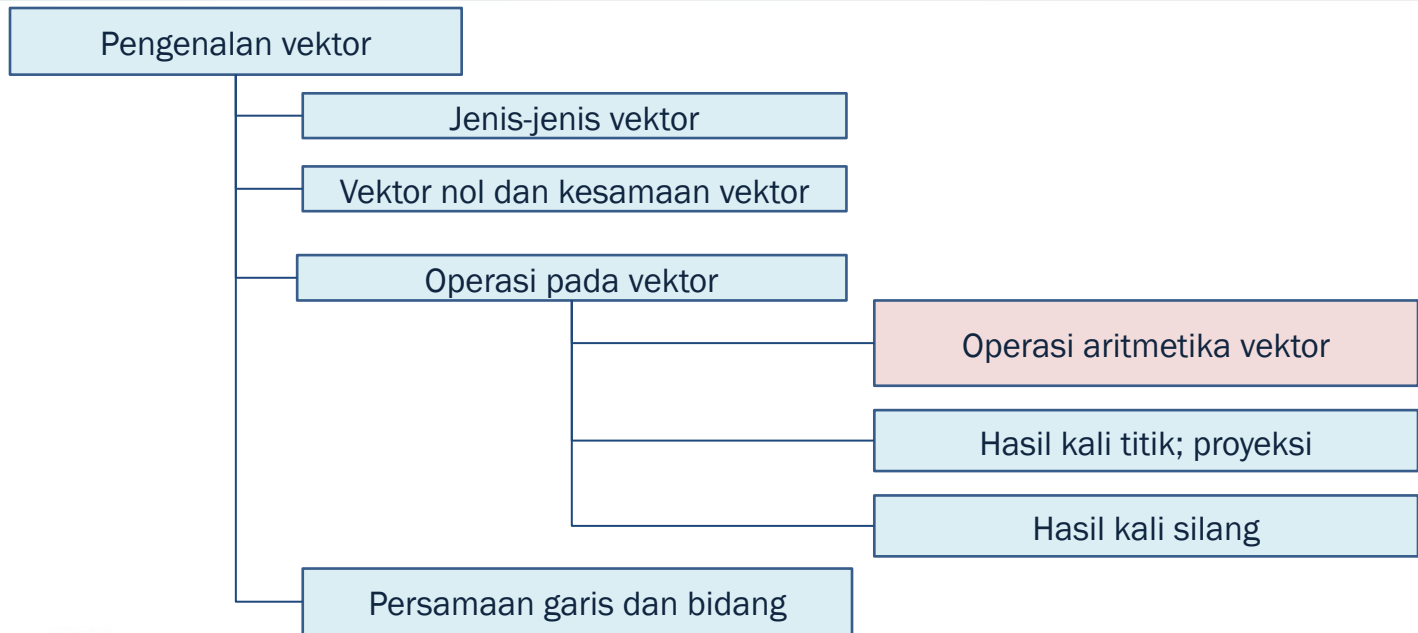 Pengenalan vektor
Jenis-jenis vektor
Vektor nol dan kesamaan vektor
Operasi pada vektor
Operasi aritmetika vektor
Hasil kali titik; proyeksi
Hasil kali silang
Persamaan garis dan bidang